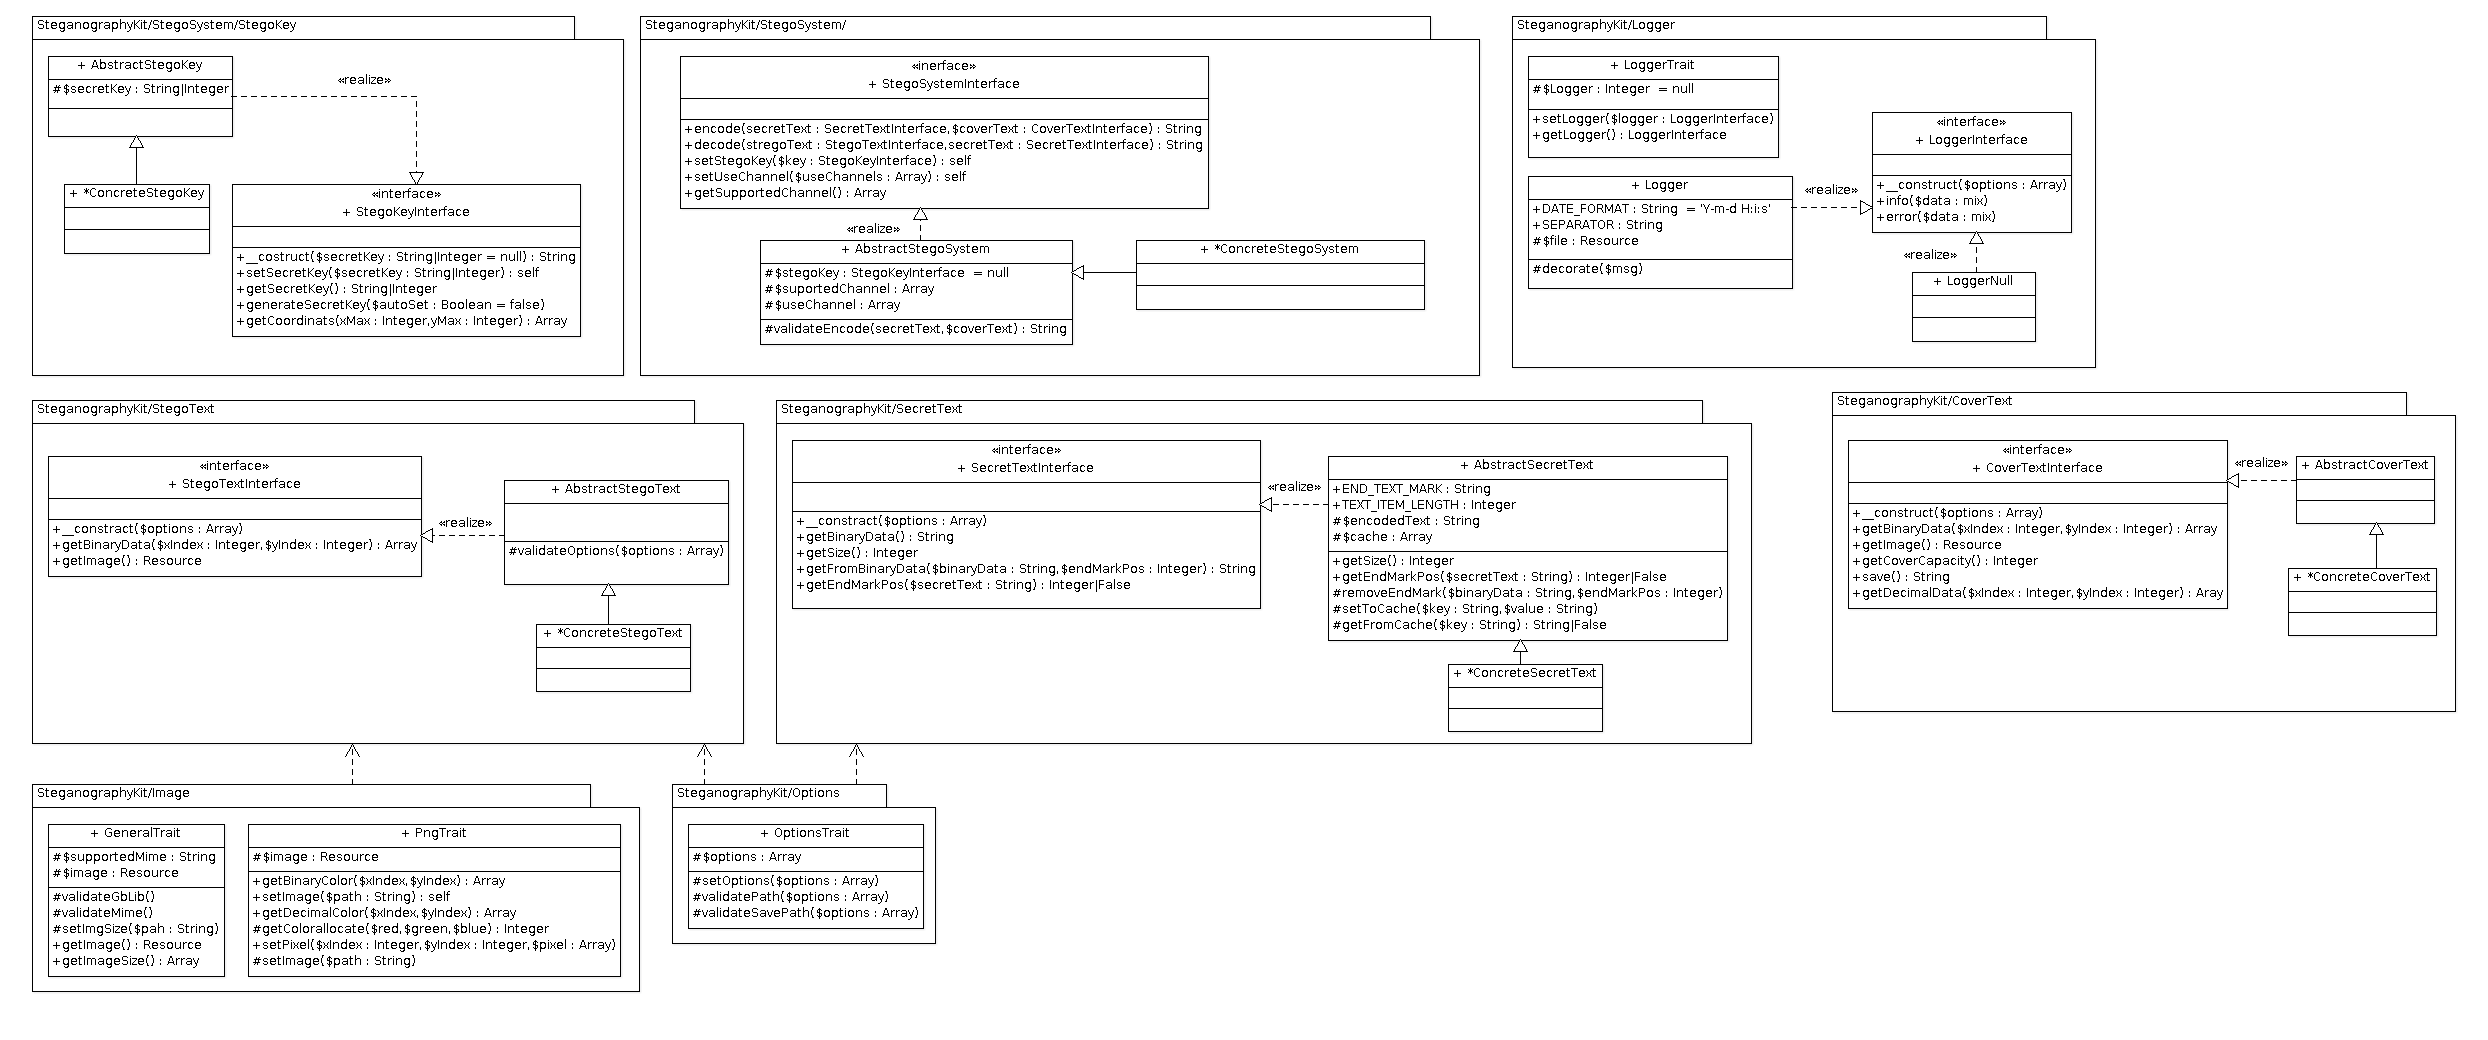 SteganographyKit/StegoSystem/StegoKey
+ AbstractStegoKey
#$secretKey : String|Integer
«realize»
+ *ConcreteStegoKey
«interface»
+ StegoKeyInterface
+__costruct($secretKey : String|Integer = null) : String
+setSecretKey($secretKey : String|Integer) : self
+getSecretKey() : String|Integer
+generateSecretKey($autoSet : Boolean = false)
+getCoordinats(xMax : Integer,yMax : Integer) : Array
SteganographyKit/StegoSystem/
«inerface»
+ StegoSystemInterface
+encode(secretText : SecretTextInterface,$coverText : CoverTextInterface) : String
+decode(stregoText : StegoTextInterface,secretText : SecretTextInterface) : String
+setStegoKey($key : StegoKeyInterface) : self
+setUseChannel($useChannels : Array) : self
+getSupportedChannel() : Array
«realize»
+ AbstractStegoSystem
#$stegoKey : StegoKeyInterface = null
#$suportedChannel : Array
#$useChannel : Array
#validateEncode(secretText,$coverText) : String
+ *ConcreteStegoSystem
SteganographyKit/Logger
+ LoggerTrait
#$Logger : Integer = null
+setLogger($logger : LoggerInterface)
+getLogger() : LoggerInterface
+ Logger
+DATE_FORMAT : String = 'Y-m-d H:i:s'
+SEPARATOR : String
#$file : Resource
#decorate($msg)
«realize»
«interface»
+ LoggerInterface
+__construct($options : Array)
+info($data : mix)
+error($data : mix)
«realize»
+ LoggerNull
SteganographyKit/StegoText
«interface»
+ StegoTextInterface
+__construct($options : Array)
+getBinaryData($xIndex : Integer,$yIndex : Integer) : Array
+getImage() : Resource
«realize»
+ AbstractStegoText
#validateOptions($options : Array)
+ *ConcreteStegoText
SteganographyKit/SecretText
«interface»
+ SecretTextInterface
+__construct($options : Array)
+getBinaryData() : String
+getSize() : Integer
+getFromBinaryData($binaryData : String,$endMarkPos : Integer) : String
+getEndMarkPos($secretText : String) : Integer|False
«realize»
+ AbstractSecretText
+END_TEXT_MARK : String
+TEXT_ITEM_LENGTH : Integer
#$encodedText : String
#$cache : Array
+getSize() : Integer
+getEndMarkPos($secretText : String) : Integer|False
#removeEndMark($binaryData : String,$endMarkPos : Integer)
#setToCache($key : String,$value : String)
#getFromCache($key : String) : String|False
+ *ConcreteSecretText
SteganographyKit/CoverText
«interface»
+ CoverTextInterface
+__construct($options : Array)
+getBinaryData($xIndex : Integer,$yIndex : Integer) : Array
+getImage() : Resource
+getCoverCapacity() : Integer
+save() : String
+getDecimalData($xIndex : Integer,$yIndex : Integer) : Aray
«realize»
+ AbstractCoverText
+ *ConcreteCoverText
SteganographyKit/Image
+ GeneralTrait
#$supportedMime : String
#$image : Resource
#validateGbLib()
#validateMime()
#setImgSize($pah : String)
+getImage() : Resource
+getImageSize() : Array
+ PngTrait
#$image : Resource
+getBinaryColor($xIndex,$yIndex) : Array
+setImage($path : String) : self
+getDecimalColor($xIndex,$yIndex) : Array
#getColorallocate($red,$green,$blue) : Integer
+setPixel($xIndex : Integer,$yIndex : Integer,$pixel : Array)
#setImage($path : String)
SteganographyKit/Options
+ OptionsTrait
#$options : Array
#setOptions($options : Array)
#validatePath($options : Array)
#validateSavePath($options : Array)